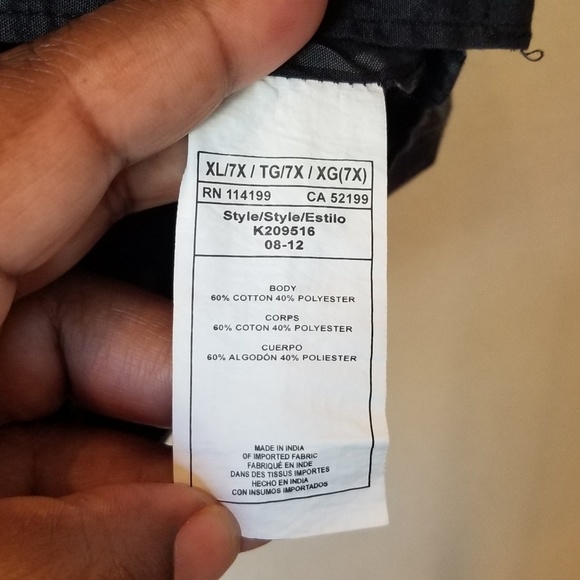 XL/7X / TG/7X / XG(7X)
RN 114199 CA 52199
Style/Style/Estilo
K209516
08-12
BODY
60% COTTON 40% POLYESTER
CORPS
60% COTON 40% POLYESTER
CUERPO
60% ALGODÓN 40% POLIESTER
MADE IN INDIA
OF IMPORTED FABRIC
FABRIQUÉ EN INDE
DANS DES TISSUS IMPORTES
HECHO EN INDIA
CON INSUMOS IMPORTADOS